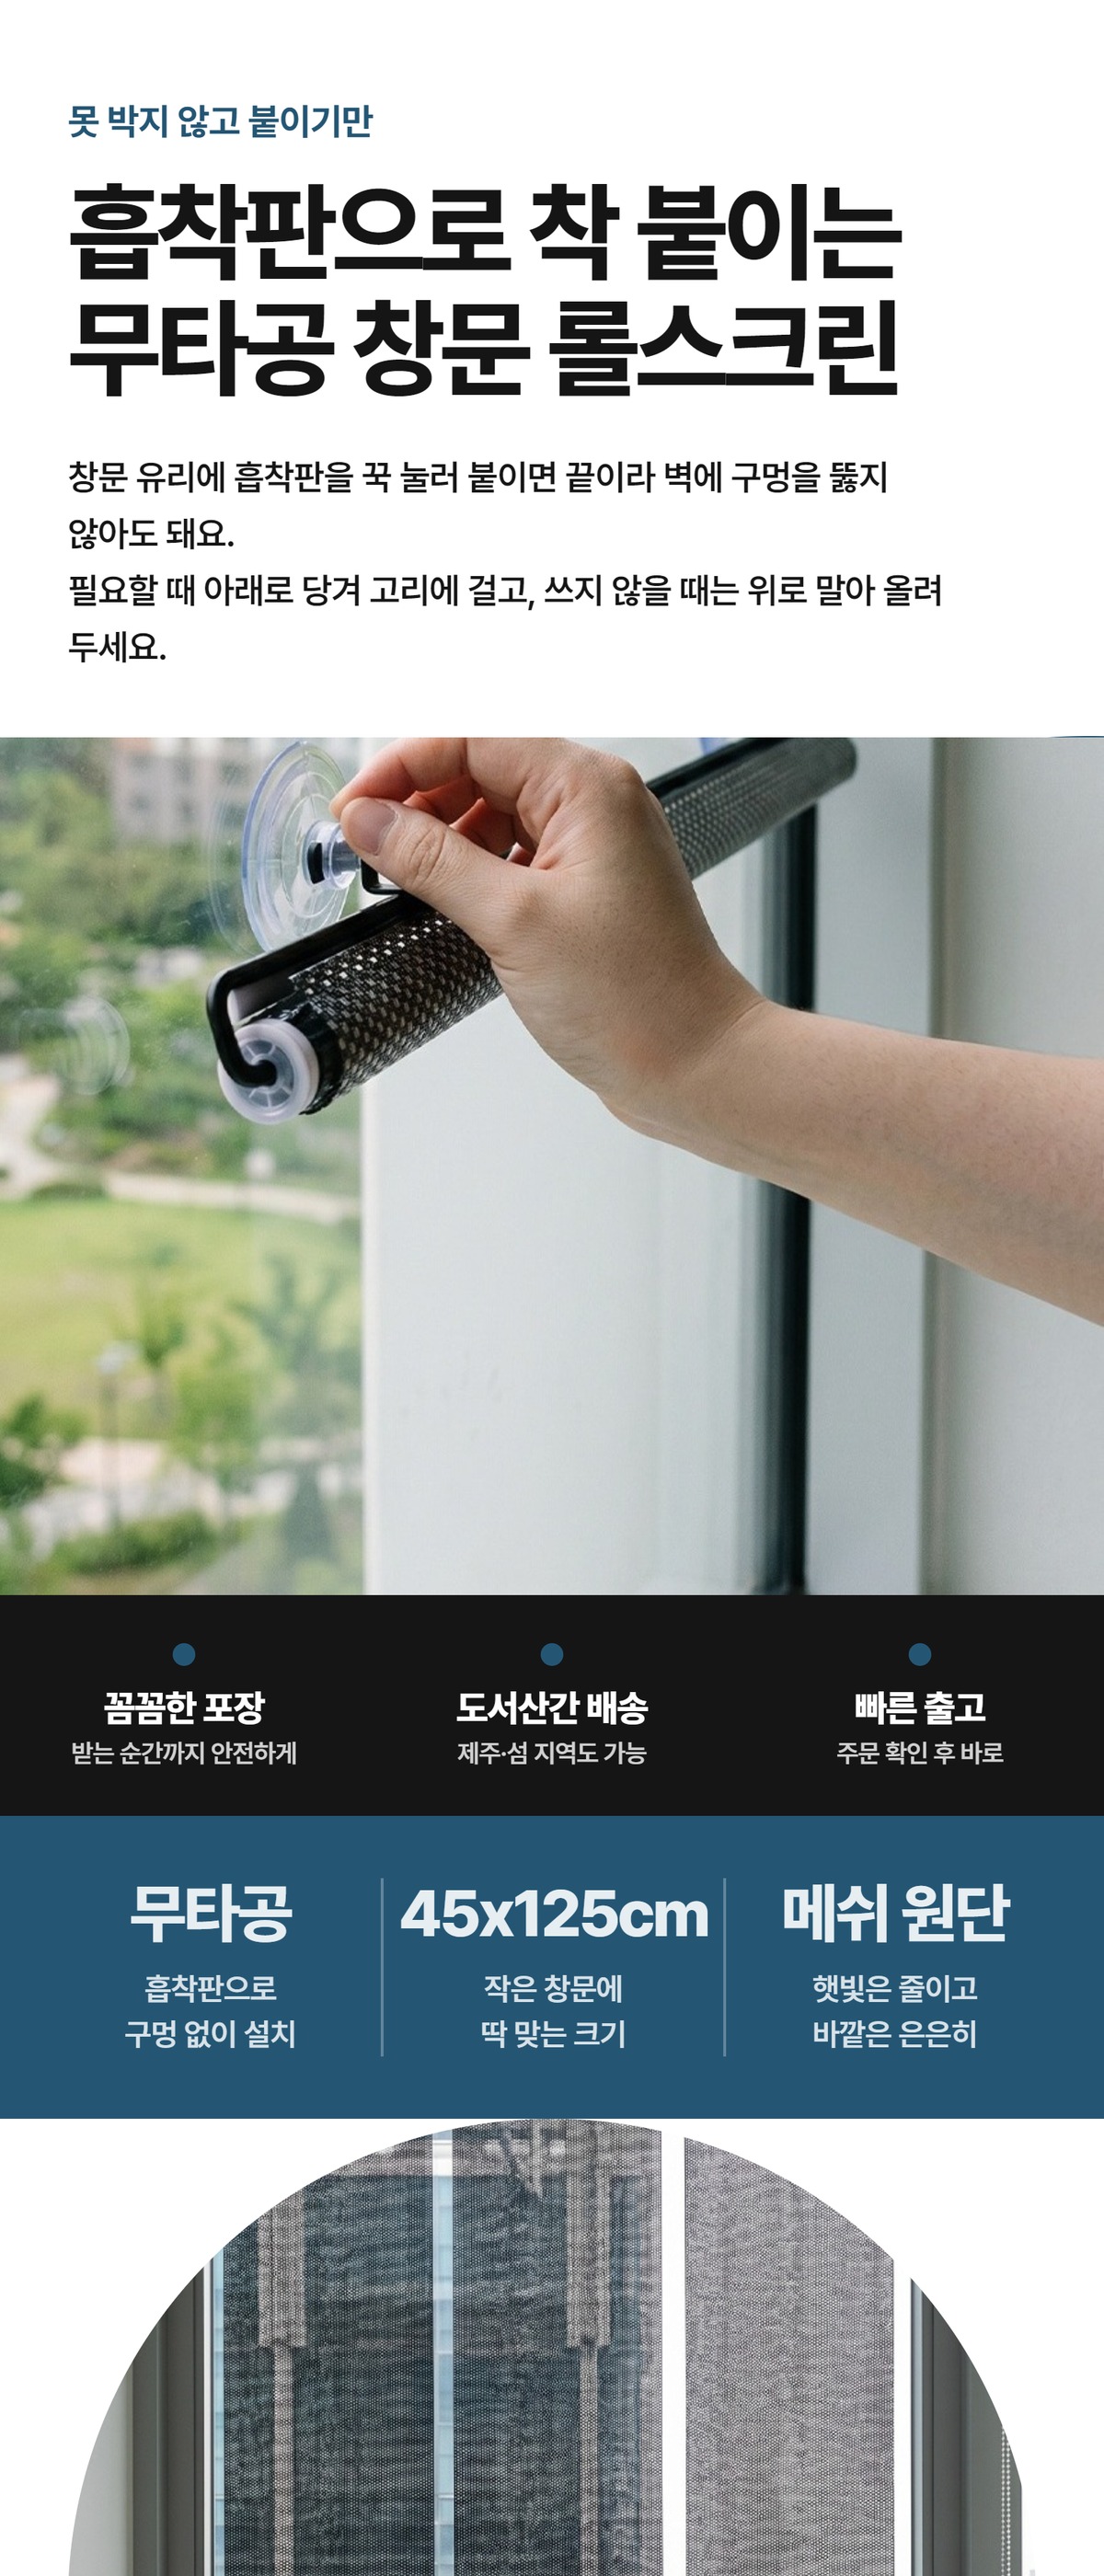 못 박지 않고 붙이기만
흡착판으로 착 붙이는
무타공 창문 롤스크린
창문 유리에 흡착판을 꾹 눌러 붙이면 끝이라 벽에 구멍을 뚫지
않아도 돼요.
필요할 때 아래로 당겨 고리에 걸고, 쓰지 않을 때는 위로 말아 올려
두세요.
꼼꼼한 포장
받는 순간까지 안전하게
도서산간 배송
제주·섬 지역도 가능
빠른 출고
주문 확인 후 바로
무타공
흡착판으로
구멍 없이 설치
45x125cm
작은 창문에
딱 맞는 크기
메쉬 원단
햇빛은 줄이고
바깥은 은은히